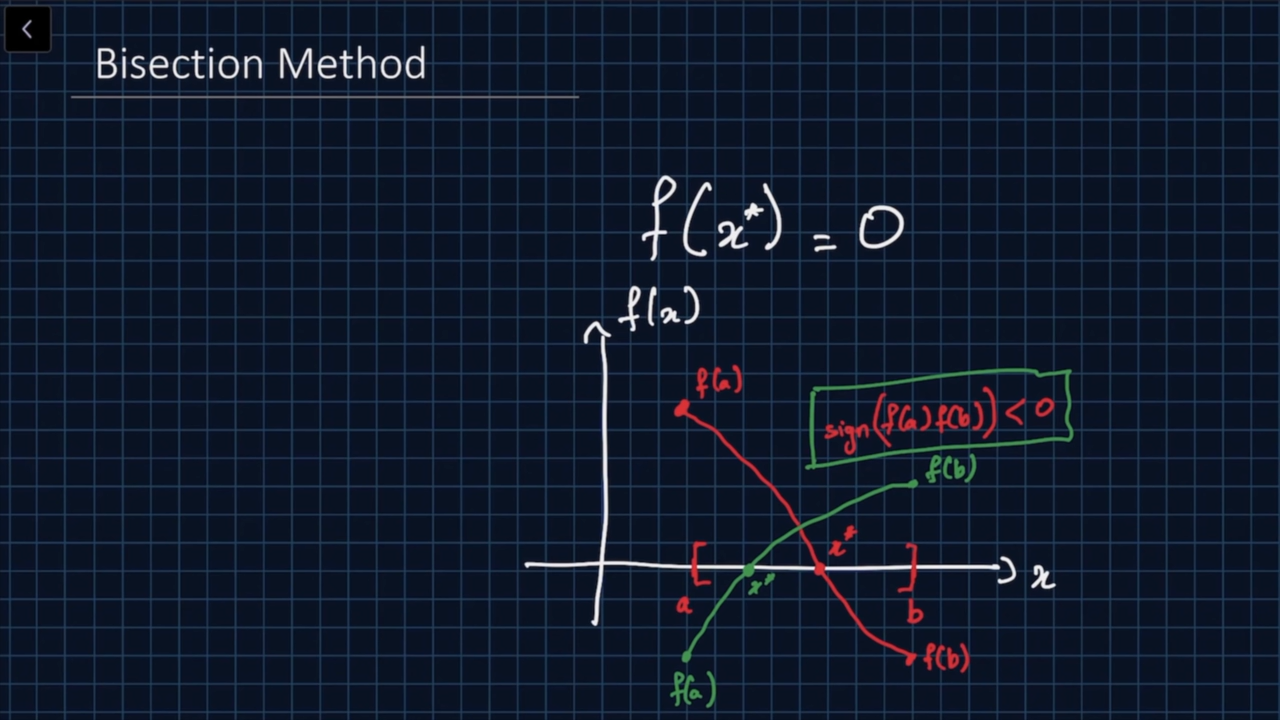 Bisection Method
f(x*) = 0
f(x)
f(a)
sign(f(a)f(b)) < 0
f(b)
x*
x*
x
a
b
f(b)
f(a)